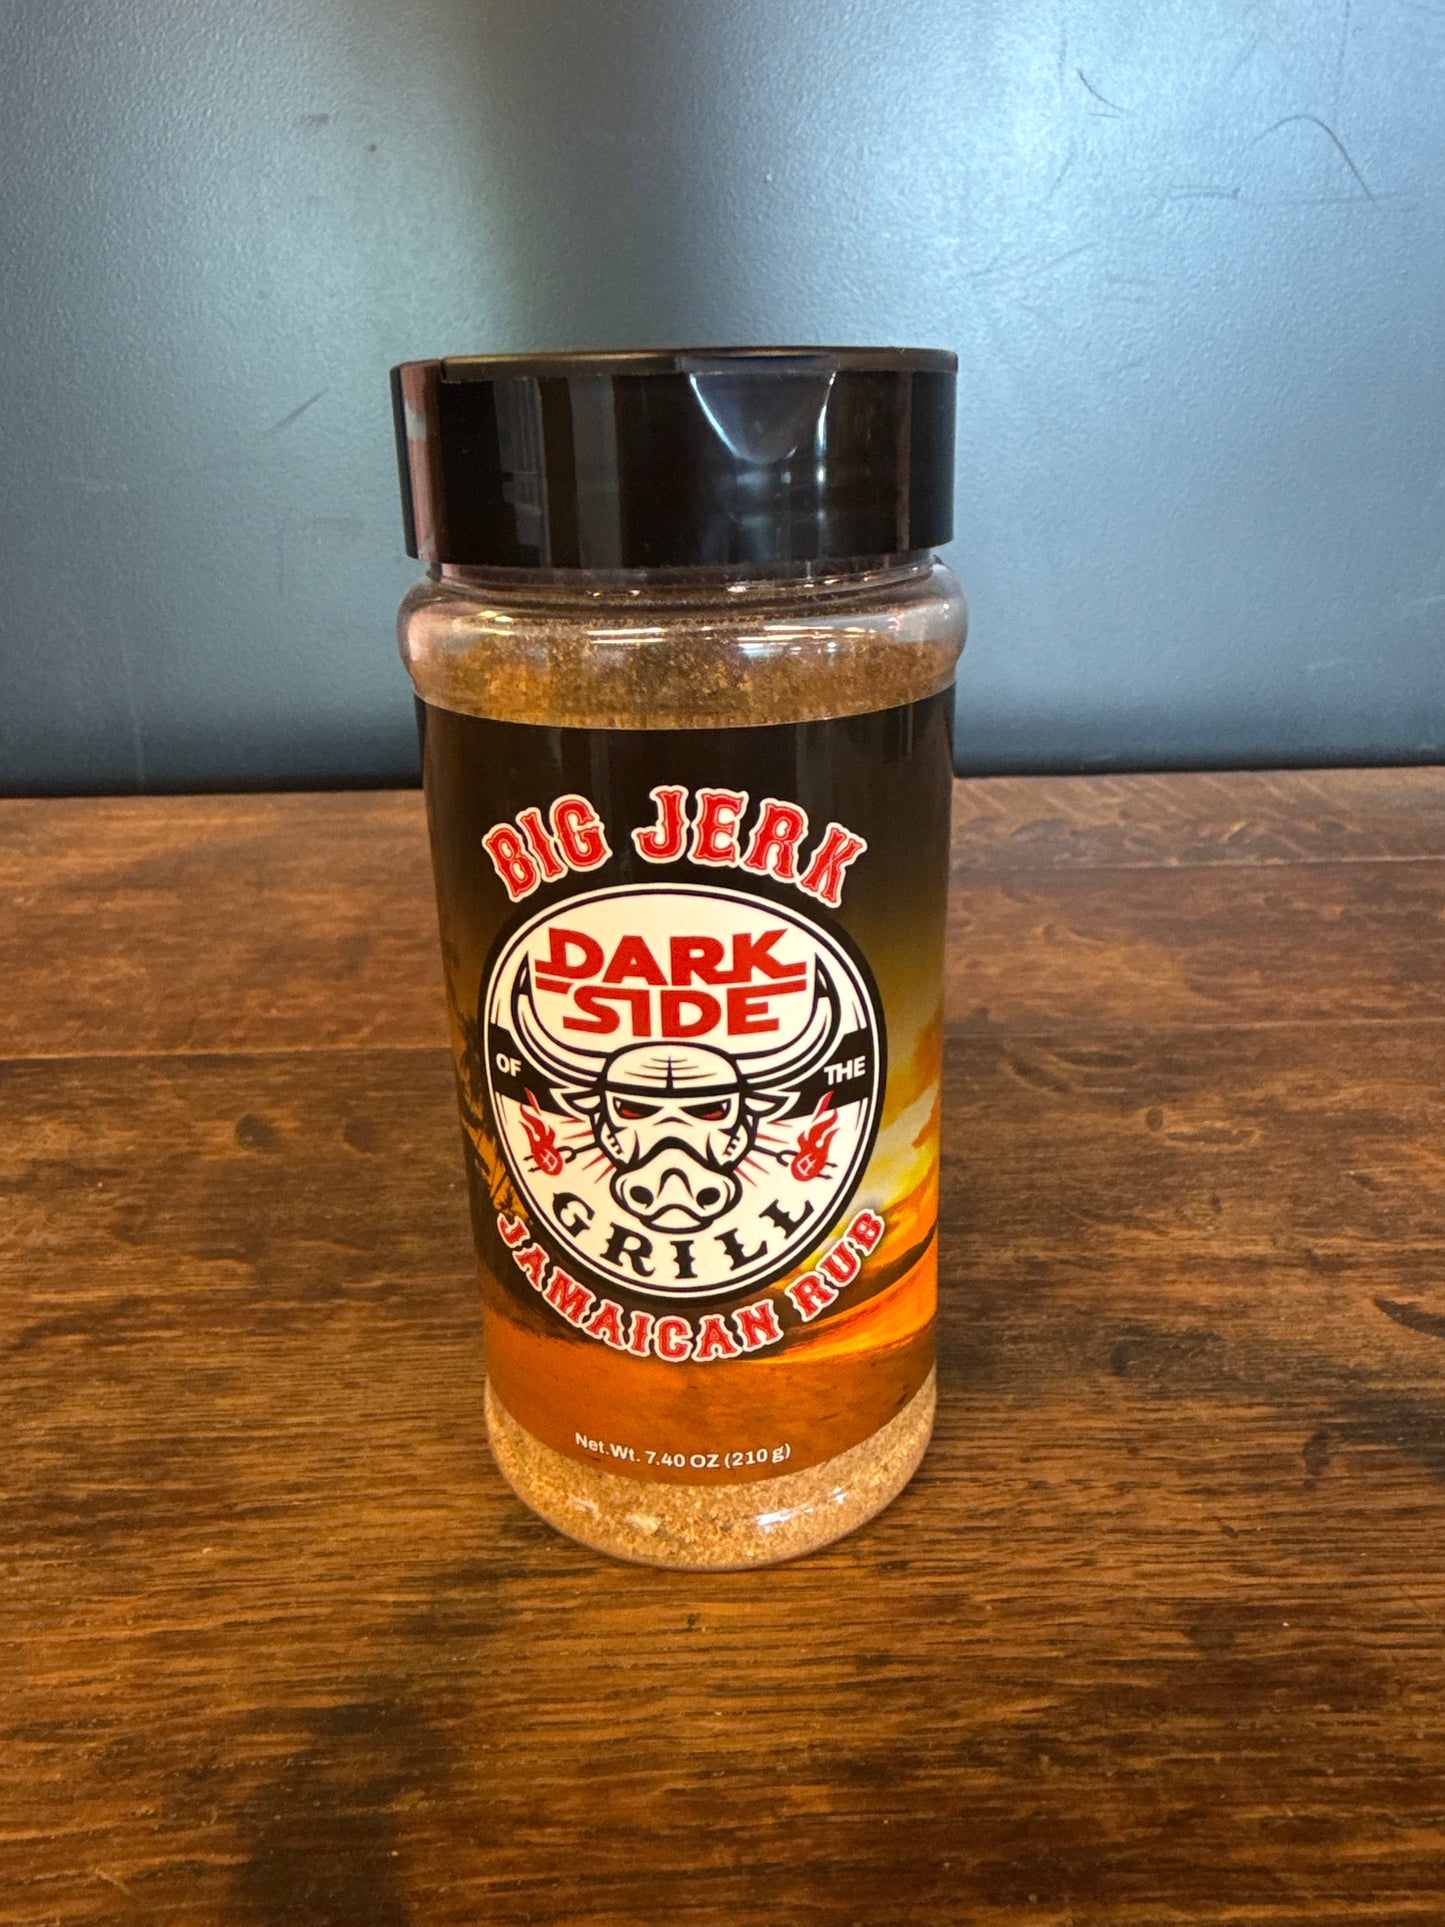 BIG JERK
DARK
SIDE
OF THE
GRILL
JAMAICAN RUB
Net.Wt. 7.40 OZ (210 g)